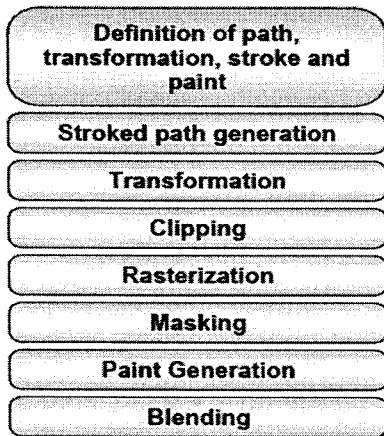 Definition of path,
transformation, stroke and
paint
Stroked path generation
Transformation
Clipping
Rasterization
Masking
Paint Generation
Blending